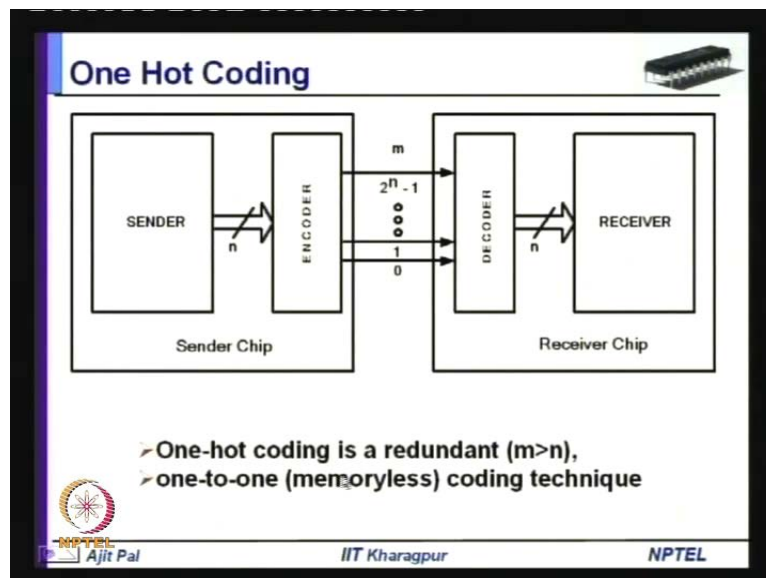 One Hot Coding
m
2ⁿ - 1
SENDER
n
ENCODER
1
0
DECODER
n
RECEIVER
Sender Chip
Receiver Chip
➢One-hot coding is a redundant (m>n),
➢one-to-one (memoryless) coding technique
NPTEL
Ajit Pal
IIT Kharagpur
NPTEL